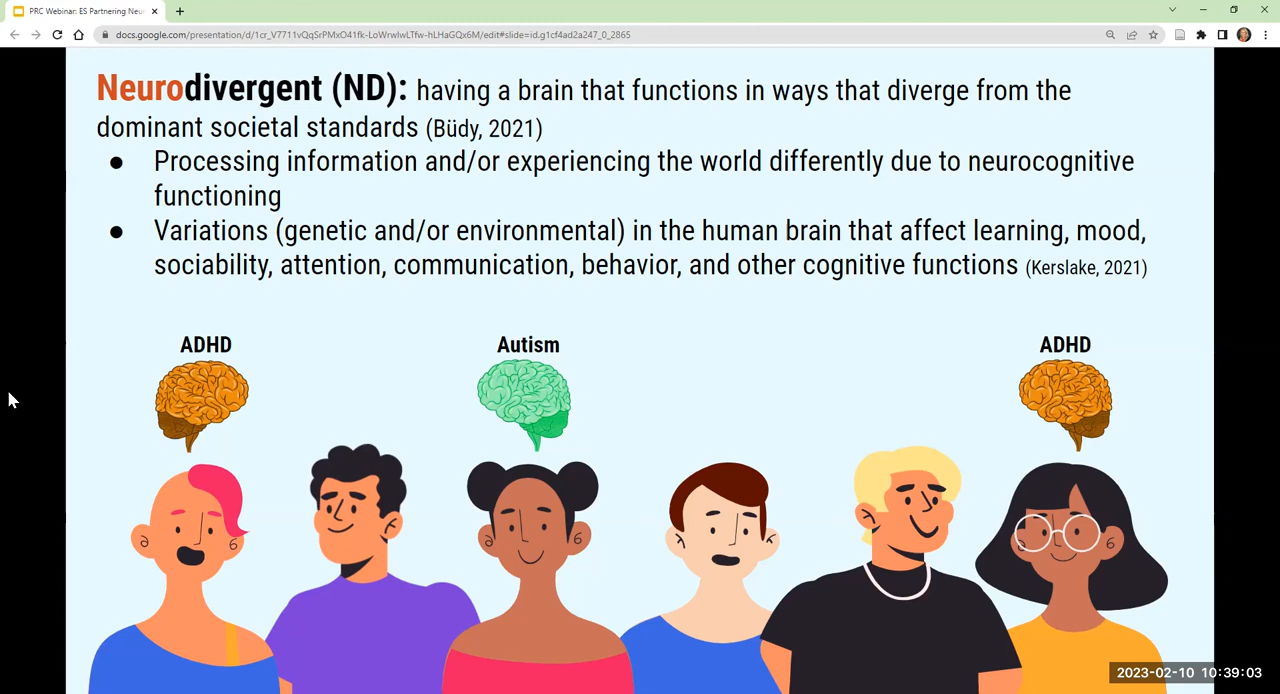 PRC Webinar: ES Partnering Neu
docs.google.com/presentation/d/1cr_V7711vQqSrPMxO41fk-LoWrwIwLTfw-hLHaGQx6M/edit#slide=id.g1cf4ad2a247_0_2865
Neurodivergent (ND): having a brain that functions in ways that diverge from the
dominant societal standards (Büdy, 2021)
● Processing information and/or experiencing the world differently due to neurocognitive
functioning
● Variations (genetic and/or environmental) in the human brain that affect learning, mood,
sociability, attention, communication, behavior, and other cognitive functions (Kerslake, 2021)
ADHD
Autism
ADHD
2023-02-10 10:39:03